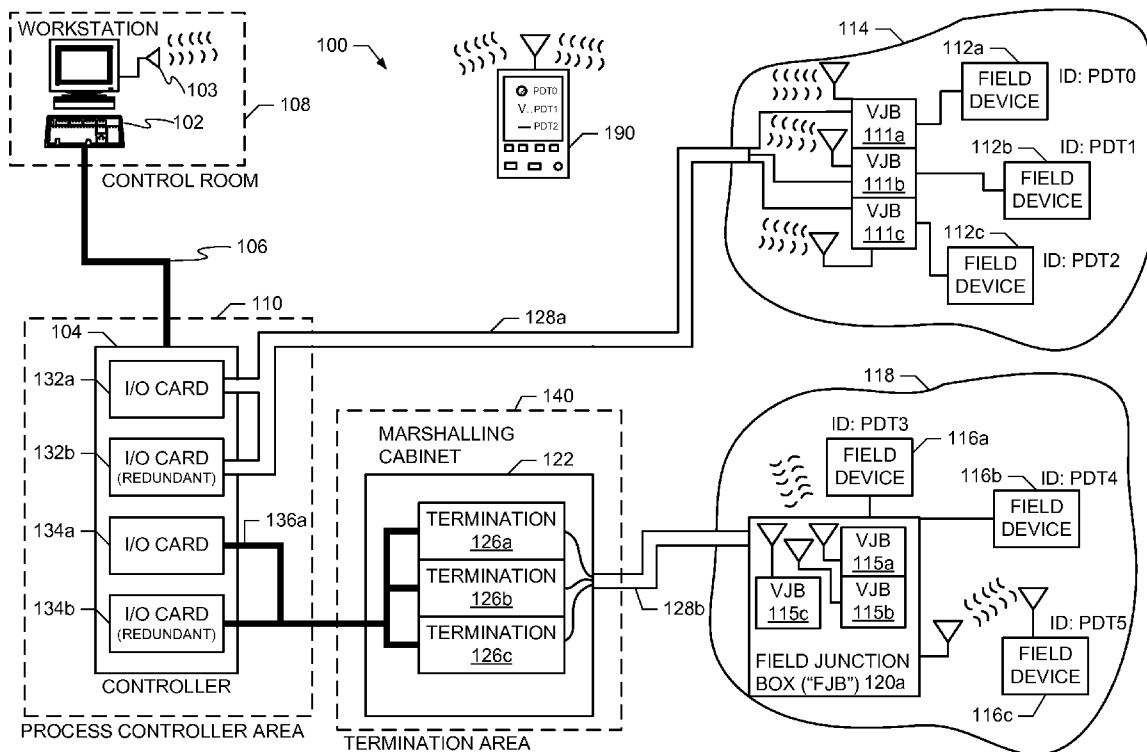 WORKSTATION
103
102
108
CONTROL ROOM
106
100
PDT0
V.. PDT1
PDT2
190
114
112a
FIELD
DEVICE
ID: PDT0
VJB
111a
112b
ID: PDT1
FIELD
DEVICE
VJB
111b
VJB
111c
112c
FIELD
DEVICE
ID: PDT2
110
104
128a
132a
I/O CARD
132b
I/O CARD
(REDUNDANT)
134a
I/O CARD
136a
134b
I/O CARD
(REDUNDANT)
CONTROLLER
PROCESS CONTROLLER AREA
140
MARSHALLING
CABINET
122
TERMINATION
126a
TERMINATION
126b
TERMINATION
126c
TERMINATION AREA
128b
118
ID: PDT3
116a
FIELD
DEVICE
116b
ID: PDT4
FIELD
DEVICE
VJB
115a
VJB
115b
VJB
115c
FIELD JUNCTION
BOX ("FJB") 120a
ID: PDT5
FIELD
DEVICE
116c